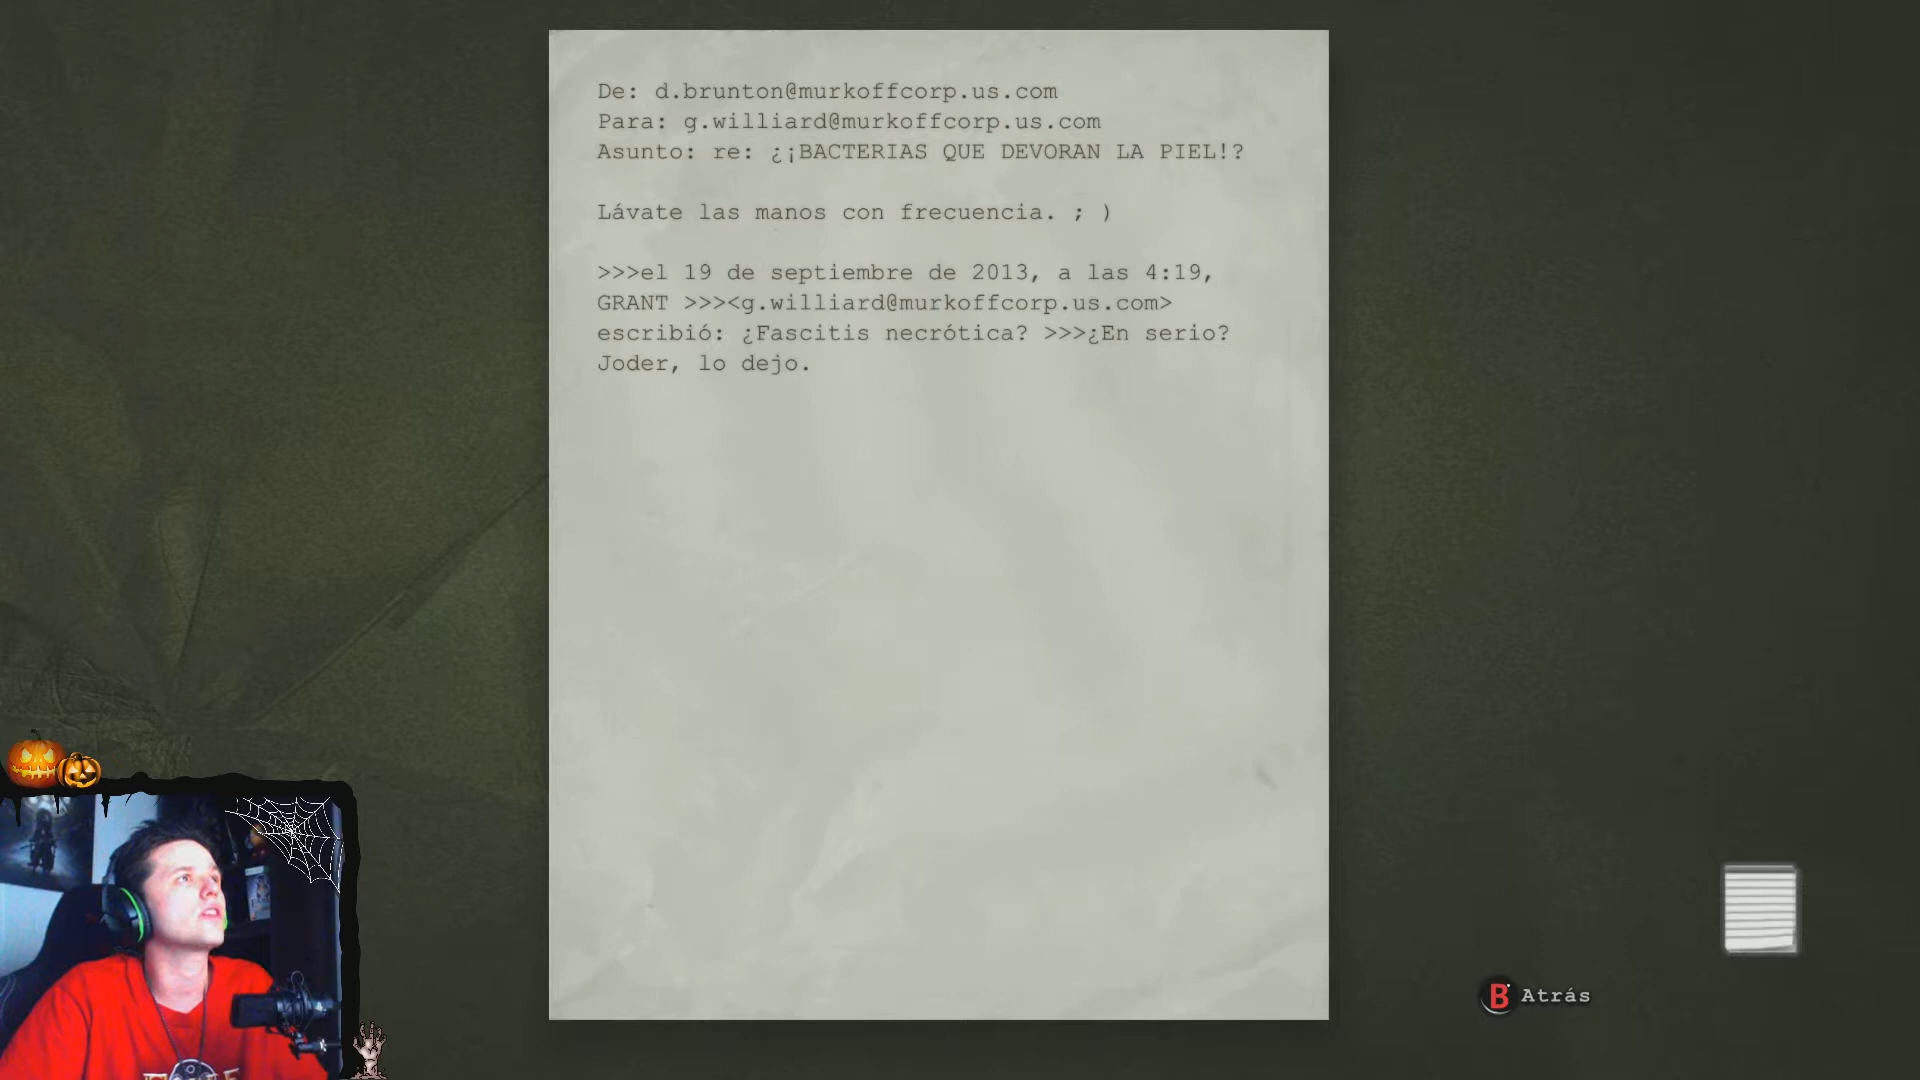 De: d.brunton@murkoffcorp.us.com
Para: g.williard@murkoffcorp.us.com
Asunto: re: ¿¡BACTERIAS QUE DEVORAN LA PIEL!?
Lávate las manos con frecuencia. ; )
>>>el 19 de septiembre de 2013, a las 4:19,
GRANT >>><g.williard@murkoffcorp.us.com>
escribió: ¿Fascitis necrótica? >>>¿En serio?
Joder, lo dejo.
B Atrás